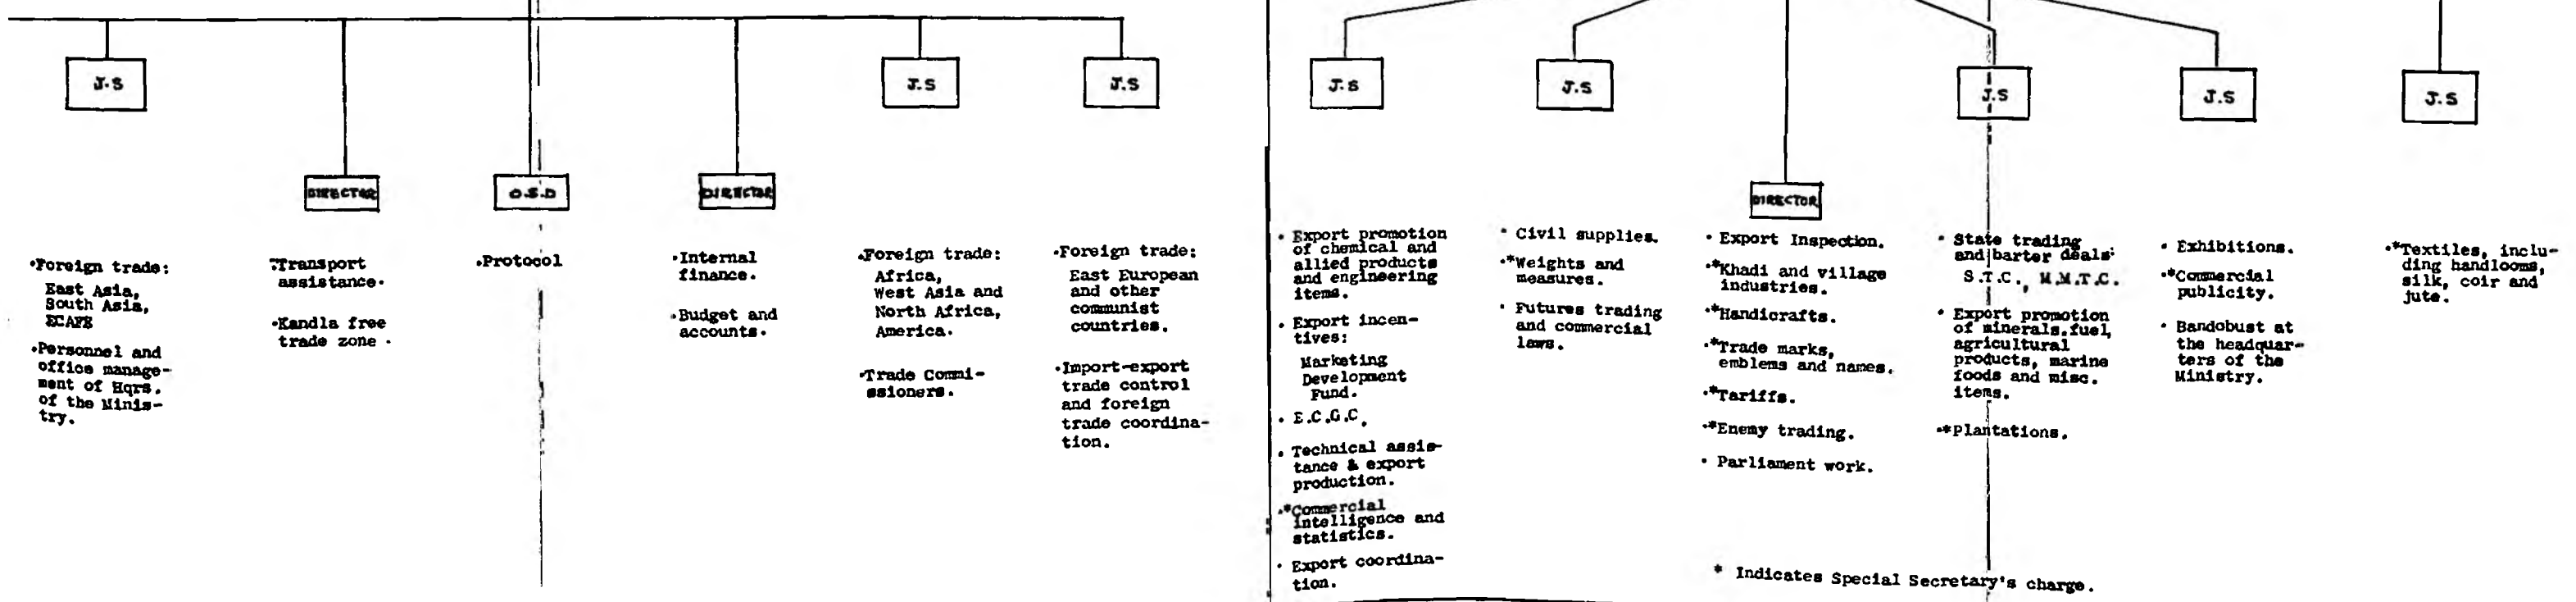 J.S
J.S
J.S
J.S
J.S
J.S
J.S
J.S
DIRECTOR
O.S.D
DIRECTOR
DIRECTOR
•Foreign trade:
East Asia,
South Asia,
ECAFE
•Personnel and
office manage-
ment of Hqrs.
of the Minis-
try.
•Transport
assistance.
•Kandla free
trade zone.
•Protocol
•Internal
finance.
•Budget and
accounts.
•Foreign trade:
Africa,
West Asia and
North Africa,
America.
•Trade Commi-
ssioners.
•Foreign trade:
East European
and other
communist
countries.
•Import-export
trade control
and foreign
trade coordina-
tion.
• Export promotion
of chemical and
allied products
and engineering
items.
• Export incen-
tives:
Marketing
Development
Fund.
• E.C.G.C.
• Technical assis-
tance & export
production.
•*Commercial
intelligence and
statistics.
• Export coordina-
tion.
• Civil supplies.
•*Weights and
measures.
• Futures trading
and commercial
laws.
• Export Inspection.
•*Khadi and village
industries.
•*Handicrafts.
•*Trade marks,
emblems and names.
•*Tariffs.
•*Enemy trading.
• Parliament work.
• State trading
and barter deals:
S.T.C., M.M.T.C.
• Export promotion
of minerals.fuel,
agricultural
products, marine
foods and misc.
items.
•*Plantations.
• Exhibitions.
•*Commercial
publicity.
• Bandobust at
the headquar-
ters of the
Ministry.
•*Textiles, inclu-
ding handlooms,
silk, coir and
jute.
* Indicates Special Secretary's charge.